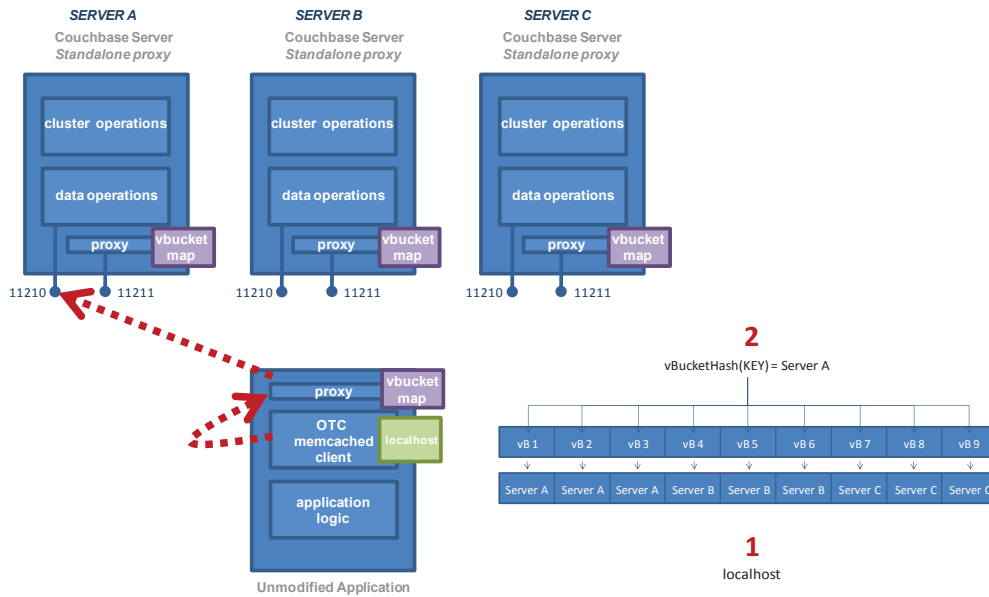 SERVER A
Couchbase Server
Standalone proxy
cluster operations
data operations
proxy
vbucket
map
11210
11211
SERVER B
Couchbase Server
Standalone proxy
cluster operations
data operations
proxy
vbucket
map
11210
11211
SERVER C
Couchbase Server
Standalone proxy
cluster operations
data operations
proxy
vbucket
map
11210
11211
proxy
vbucket
map
OTC
memcached
client
localhost
application
logic
Unmodified Application
2
vBucketHash(KEY) = Server A
vB 1 vB 2 vB 3 vB 4 vB 5 vB 6 vB 7 vB 8 vB 9
Server A Server A Server A Server B Server B Server B Server C Server C Server C
1
localhost